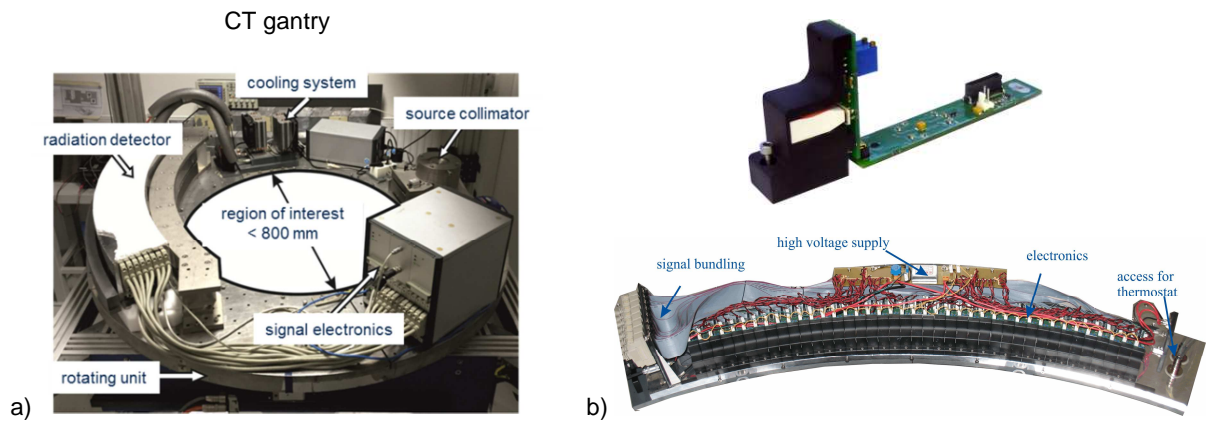 CT gantry
cooling system
source collimator
radiation detector
region of interest
< 800 mm
signal electronics
rotating unit
a)
high voltage supply
signal bundling
electronics
access for
thermostat
b)